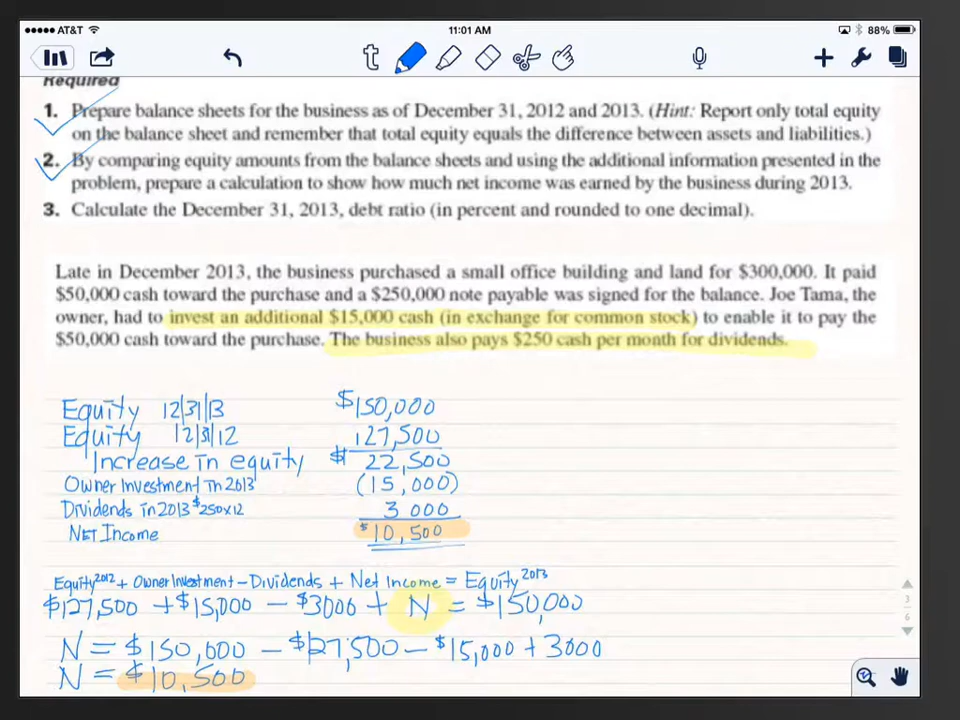 AT&T 11:01 AM 88%
Required
1. Prepare balance sheets for the business as of December 31, 2012 and 2013. (Hint: Report only total equity
on the balance sheet and remember that total equity equals the difference between assets and liabilities.)
2. By comparing equity amounts from the balance sheets and using the additional information presented in the
problem, prepare a calculation to show how much net income was earned by the business during 2013.
3. Calculate the December 31, 2013, debt ratio (in percent and rounded to one decimal).
Late in December 2013, the business purchased a small office building and land for $300,000. It paid
$50,000 cash toward the purchase and a $250,000 note payable was signed for the balance. Joe Tama, the
owner, had to invest an additional $15,000 cash (in exchange for common stock) to enable it to pay the
$50,000 cash toward the purchase. The business also pays $250 cash per month for dividends.
Equity 12/31/13 $150,000
Equity 12/31/12 127,500
Increase in equity $ 22,500
Owner Investment in 2013 (15,000)
Dividends in 2013 $250x12 3 000
NET Income $10,500
Equity 2012 + Owner Investment - Dividends + Net Income = Equity 2013
$127,500 + $15,000 - $3000 + N = $150,000
N = $150,000 - $127,500 - $15,000 + 3000
N = $10,500
3
6